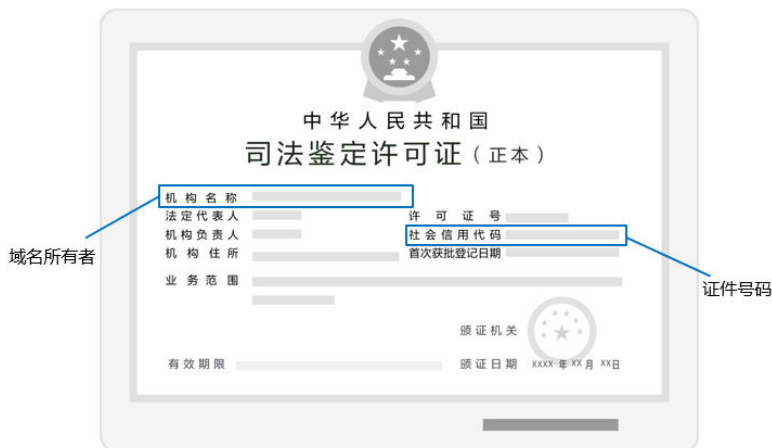 中华人民共和国
司法鉴定许可证（正本）
机构名称
法定代表人
许可证号
机构负责人
社会信用代码
机构住所
首次获批登记日期
业务范围
域名所有者
证件号码
颁证机关
有效期限
颁证日期 XXXX 年 XX 月 XX日